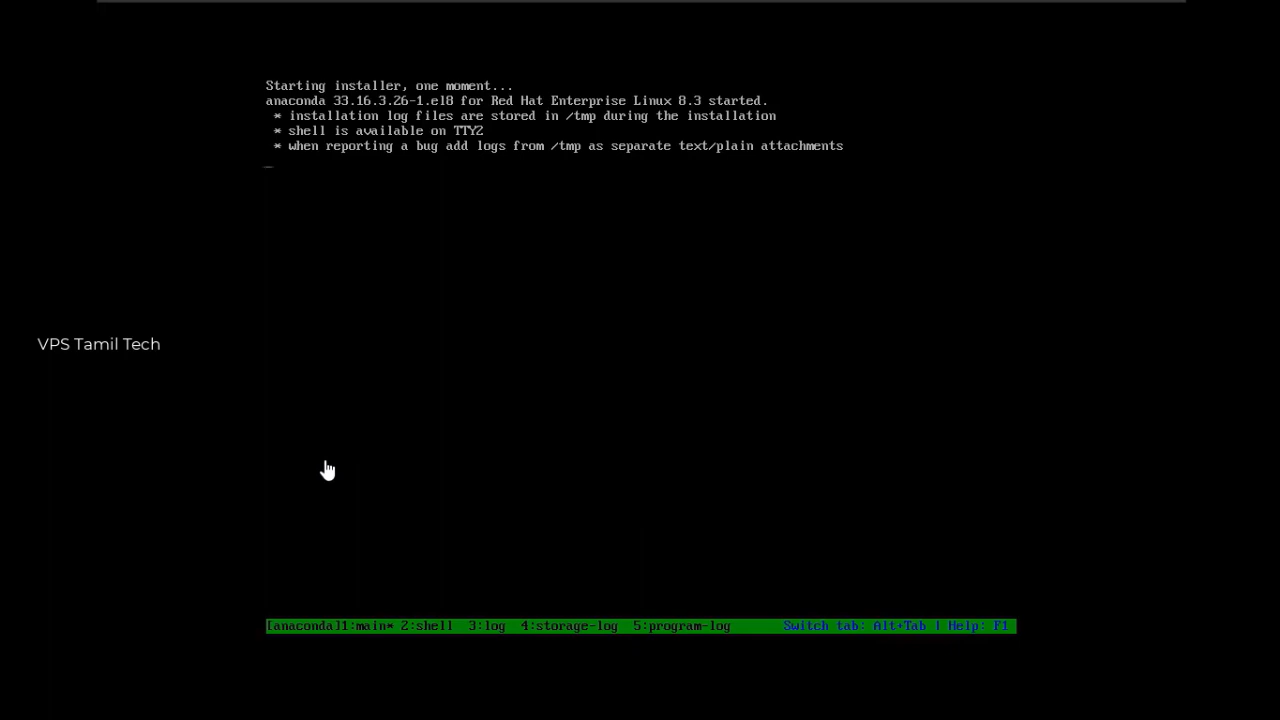 Starting installer, one moment...
anaconda 33.16.3.26-1.el8 for Red Hat Enterprise Linux 8.3 started.
* installation log files are stored in /tmp during the installation
* shell is available on TTY2
* when reporting a bug add logs from /tmp as separate text/plain attachments
VPS Tamil Tech
[anaconda]1:main* 2:shell  3:log  4:storage-log  5:program-log Switch tab: Alt+Tab | Help: F1